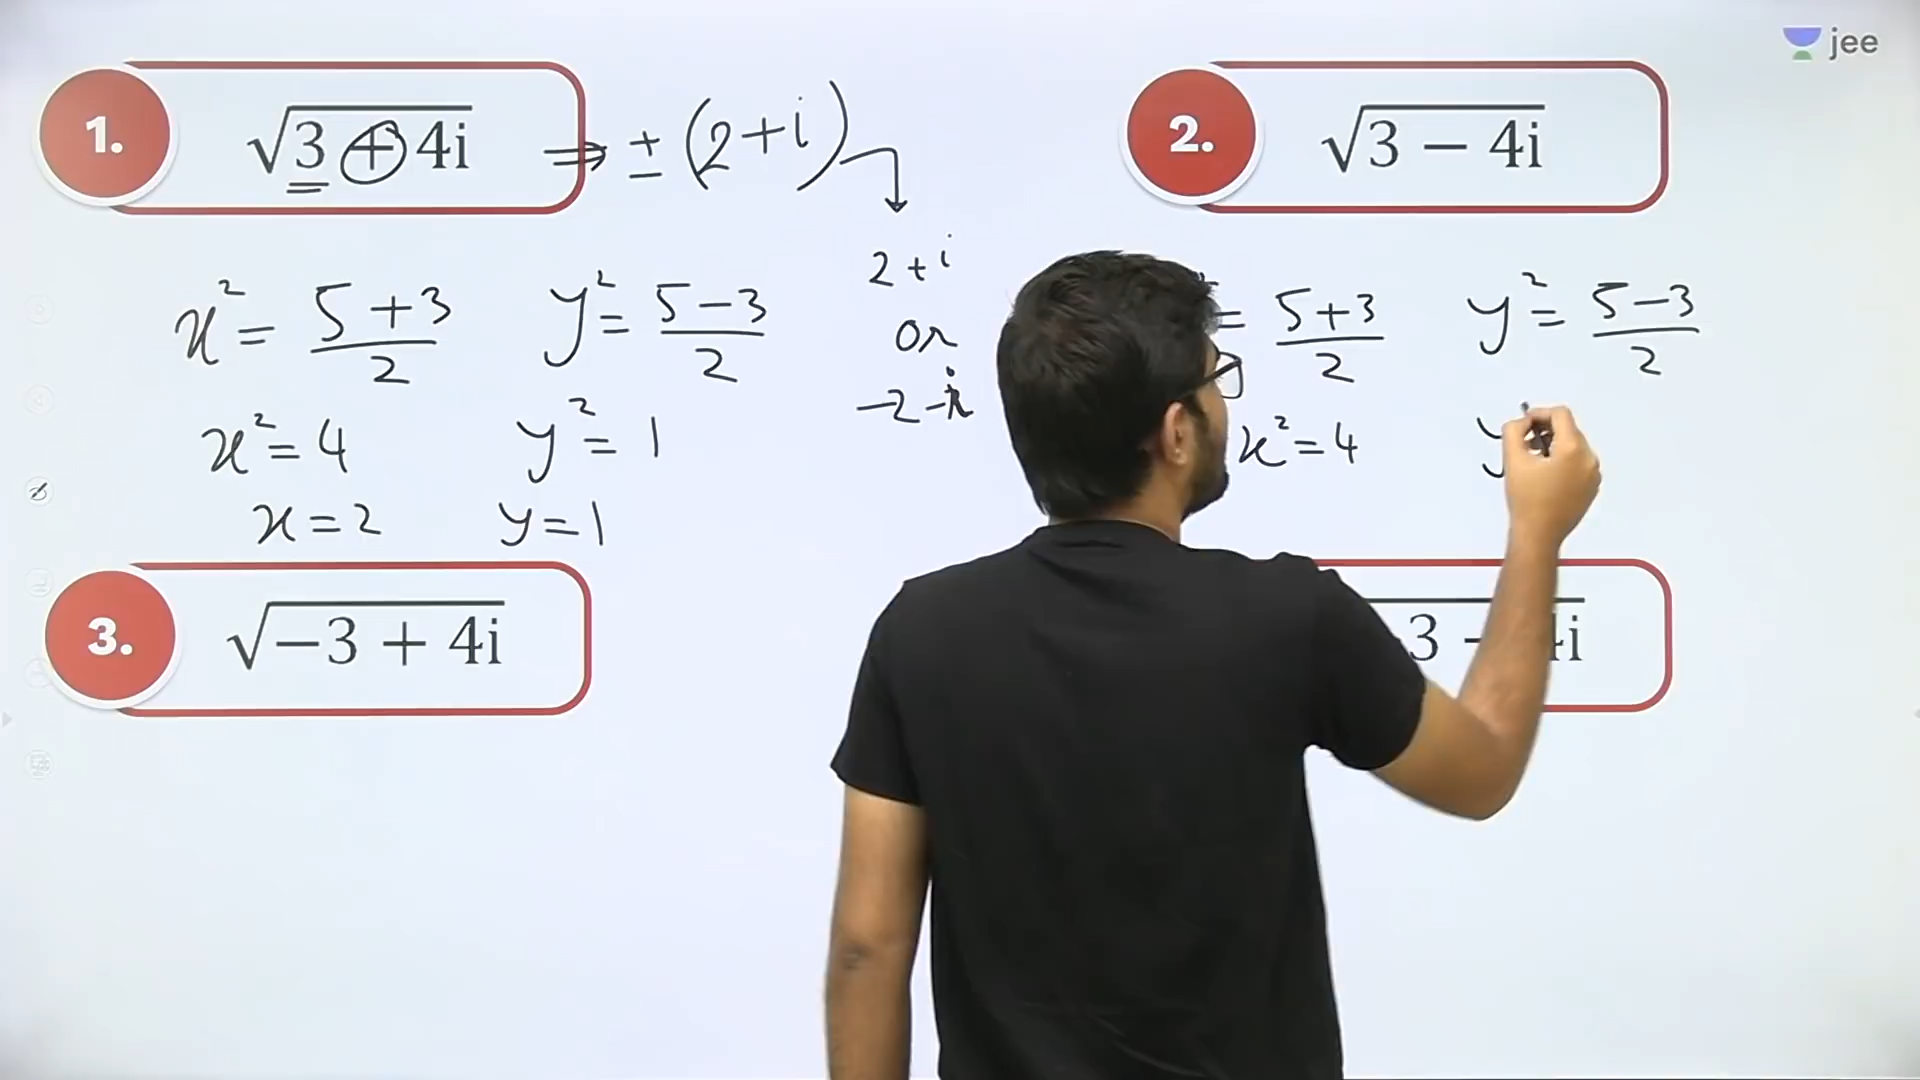 jee
1. √(3 + 4i) ⇒ ± (2+i)
2 + i
or
-2-i
x² = (5+3)/2   y² = (5-3)/2
x² = 4   y² = 1
x = 2   y = 1
2. √(3 − 4i)
= (5+3)/2   y² = (5-3)/2
x² = 4   y
3. √(−3 + 4i)
3 − 4i